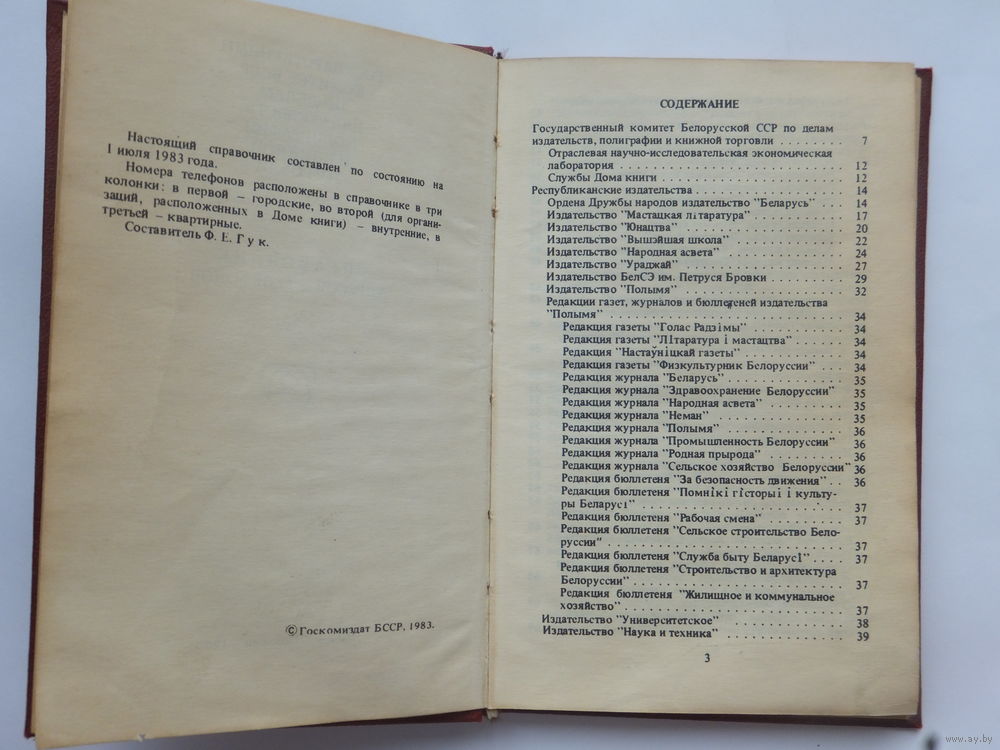 Настоящий справочник составлен по состоянию на
1 июля 1983 года.
Номера телефонов расположены в справочнике в три
колонки: в первой – городские, во второй (для органи-
заций, расположенных в Доме книги) – внутренние, в
третьей – квартирные.
Составитель Ф. Е. Гук.
© Госкомиздат БССР, 1983.
СОДЕРЖАНИЕ
Государственный комитет Белорусской ССР по делам
издательств, полиграфии и книжной торговли . . . . . . . 7
Отраслевая научно-исследовательская экономическая
лаборатория . . . . . . . . . . . . . . . . . . . . . . 12
Службы Дома книги . . . . . . . . . . . . . . . . . . 12
Республиканские издательства . . . . . . . . . . . . . . . 14
Ордена Дружбы народов издательство "Беларусь" . . . 14
Издательство "Мастацкая літаратура" . . . . . . . . . . 17
Издательство "Юнацтва" . . . . . . . . . . . . . . . . 20
Издательство "Вышэйшая школа" . . . . . . . . . . . . 22
Издательство "Народная асвета" . . . . . . . . . . . . . 24
Издательство "Ураджай" . . . . . . . . . . . . . . . . 27
Издательство БелСЭ им. Петруся Бровки . . . . . . . . 29
Издательство "Полымя" . . . . . . . . . . . . . . . . 32
Редакции газет, журналов и бюллетеней издательства
"Полымя" . . . . . . . . . . . . . . . . . . . . . . . 34
Редакция газеты "Голас Радзімы" . . . . . . . . . . 34
Редакция газеты "Літаратура і мастацтва" . . . . . . 34
Редакция "Настаўніцкай газеты" . . . . . . . . . . . 34
Редакция газеты "Физкультурник Белоруссии" . . . 34
Редакция журнала "Беларусь" . . . . . . . . . . . . 35
Редакция журнала "Здравоохранение Белоруссии" 35
Редакция журнала "Народная асвета" . . . . . . . . 35
Редакция журнала "Неман" . . . . . . . . . . . . . 35
Редакция журнала "Полымя" . . . . . . . . . . . . 36
Редакция журнала "Промышленность Белоруссии" 36
Редакция журнала "Родная прырода" . . . . . . . . 36
Редакция журнала "Сельское хозяйство Белоруссии" 36
Редакция бюллетеня "За безопасность движения" . . 36
Редакция бюллетеня "Помнікі гісторыі і культу-
ры Беларусі" . . . . . . . . . . . . . . . . . . . . 37
Редакция бюллетеня "Рабочая смена" . . . . . . . . 37
Редакция бюллетеня "Сельское строительство Бело-
руссии" . . . . . . . . . . . . . . . . . . . . . . . 37
Редакция бюллетеня "Служба быту Беларусі" . . . . 37
Редакция бюллетеня "Строительство и архитектура
Белоруссии" . . . . . . . . . . . . . . . . . . . . . 37
Редакция бюллетеня "Жилищное и коммунальное
хозяйство" . . . . . . . . . . . . . . . . . . . . . 37
Издательство "Университетское" . . . . . . . . . . . . 38
Издательство "Наука и техника" . . . . . . . . . . . . 39
3
www.ay.by